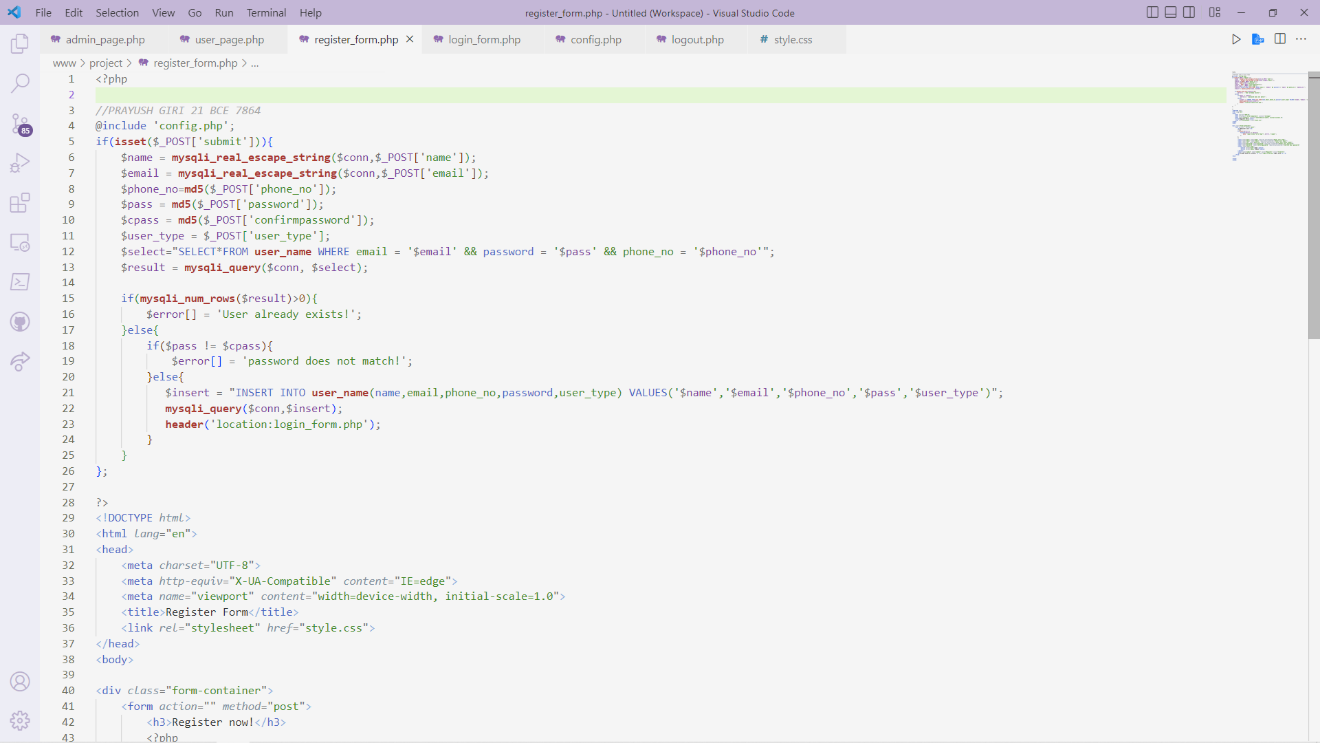 File Edit Selection View Go Run Terminal Help register_form.php - Untitled (Workspace) - Visual Studio Code
admin_page.php user_page.php register_form.php login_form.php config.php logout.php # style.css
www > project > register_form.php > ...
1 <?php
2
3 //PRAYUSH GIRI 21 BCE 7864
4 @include 'config.php';
5 if(isset($_POST['submit'])){
6 $name = mysqli_real_escape_string($conn,$_POST['name']);
7 $email = mysqli_real_escape_string($conn,$_POST['email']);
8 $phone_no=md5($_POST['phone_no']);
9 $pass = md5($_POST['password']);
10 $cpass = md5($_POST['confirmpassword']);
11 $user_type = $_POST['user_type'];
12 $select="SELECT*FROM user_name WHERE email = '$email' && password = '$pass' && phone_no = '$phone_no'";
13 $result = mysqli_query($conn, $select);
14
15 if(mysqli_num_rows($result)>0){
16 $error[] = 'User already exists!';
17 }else{
18 if($pass != $cpass){
19 $error[] = 'password does not match!';
20 }else{
21 $insert = "INSERT INTO user_name(name,email,phone_no,password,user_type) VALUES('$name','$email','$phone_no','$pass','$user_type')";
22 mysqli_query($conn,$insert);
23 header('location:login_form.php');
24 }
25 }
26 };
27
28 ?>
29 <!DOCTYPE html>
30 <html lang="en">
31 <head>
32 <meta charset="UTF-8">
33 <meta http-equiv="X-UA-Compatible" content="IE=edge">
34 <meta name="viewport" content="width=device-width, initial-scale=1.0">
35 <title>Register Form</title>
36 <link rel="stylesheet" href="style.css">
37 </head>
38 <body>
39
40 <div class="form-container">
41 <form action="" method="post">
42 <h3>Register now!</h3>
43 <?php
85